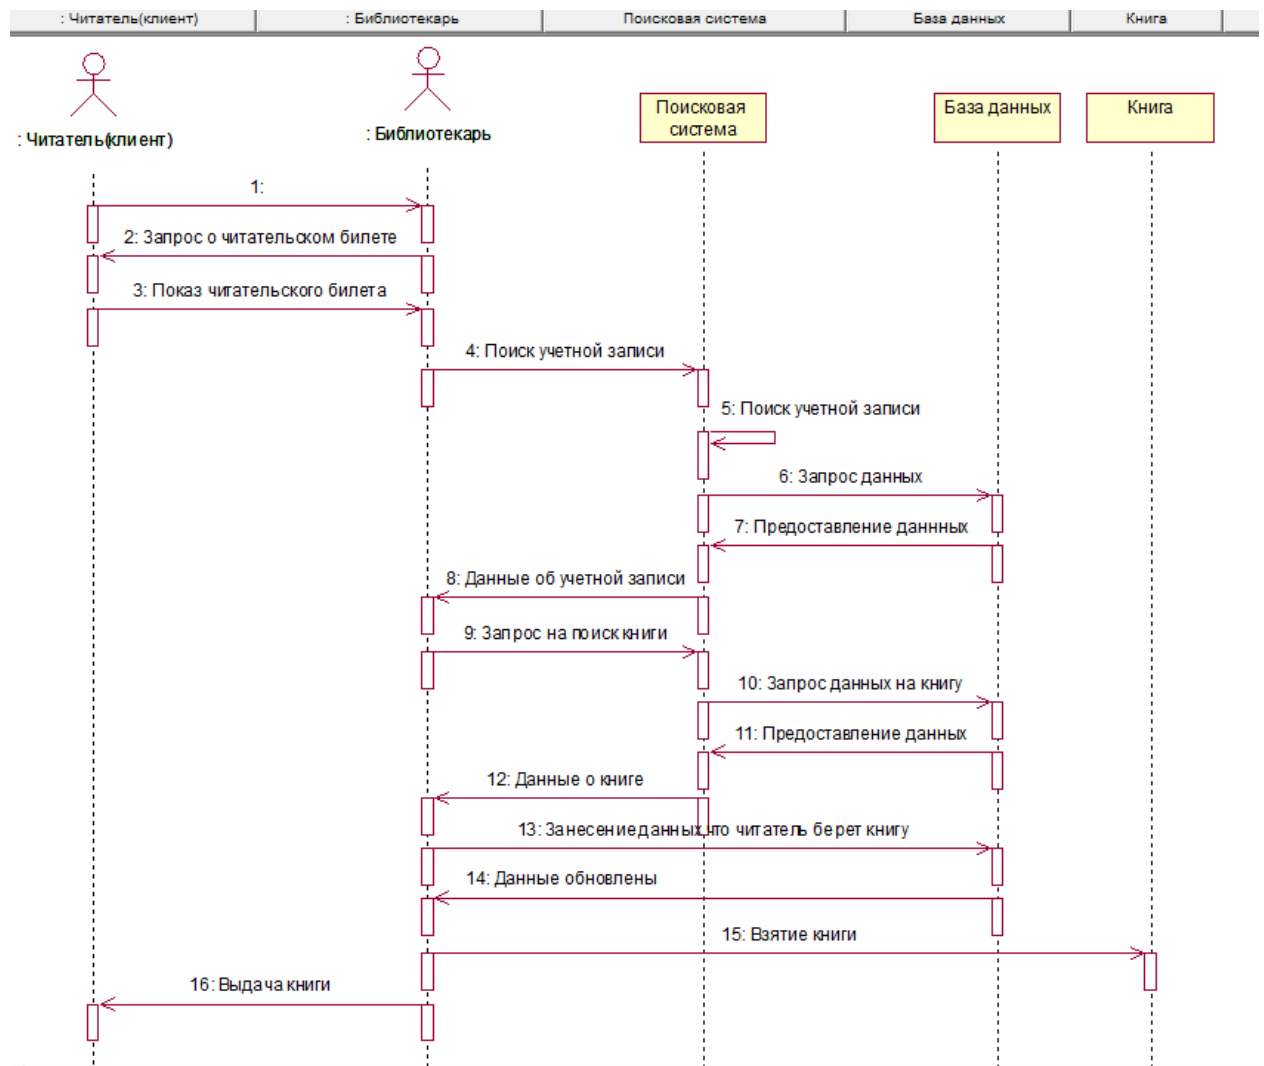 : Читатель(клиент)
: Библиотекарь
Поисковая система
База данных
Книга
: Читатель(клиент)
: Библиотекарь
Поисковая
система
База данных
Книга
1:
2: Запрос о читательском билете
3: Показ читательского билета
4: Поиск учетной записи
5: Поиск учетной записи
6: Запрос данных
7: Предоставление даннных
8: Данные об учетной записи
9: Запрос на поиск книги
10: Запрос данных на книгу
11: Предоставление данных
12: Данные о книге
13: Занесение данных что читатель берет книгу
14: Данные обновлены
15: Взятие книги
16: Выдача книги